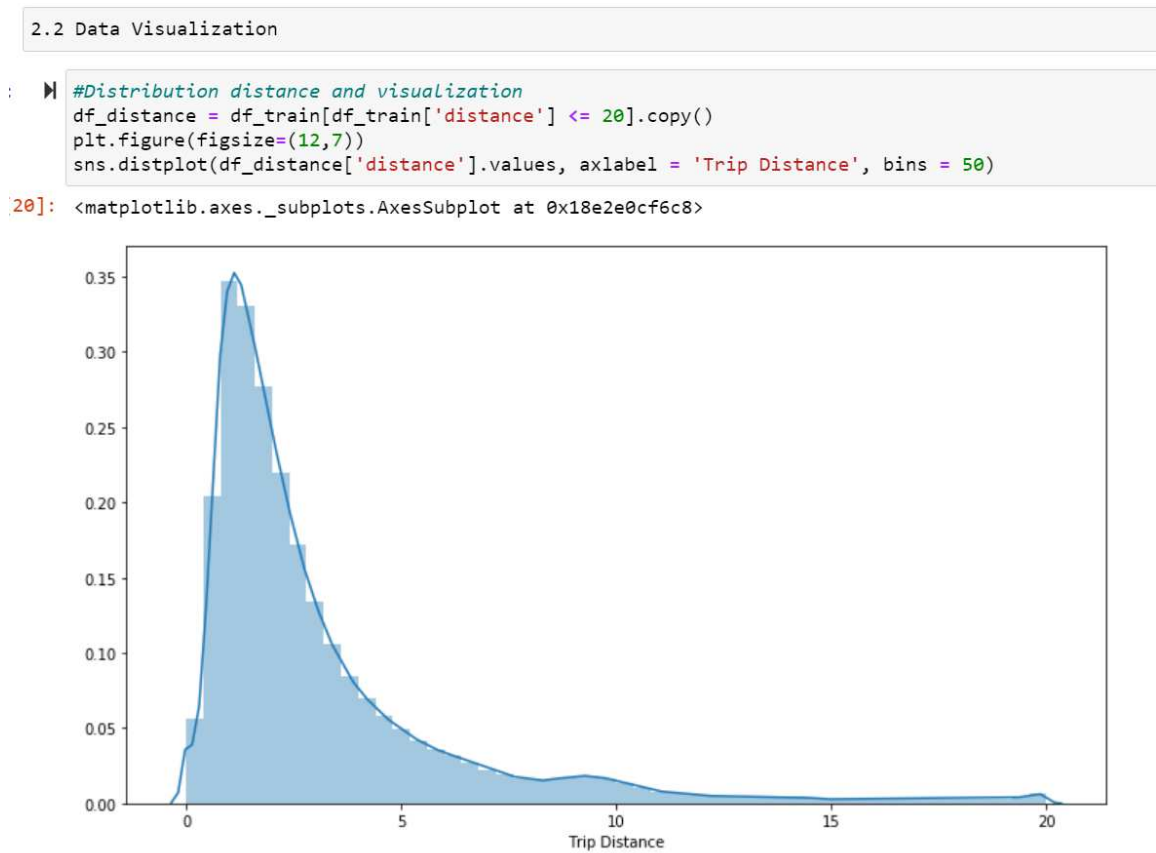 2.2 Data Visualization
#Distribution distance and visualization
df_distance = df_train[df_train['distance'] <= 20].copy()
plt.figure(figsize=(12,7))
sns.distplot(df_distance['distance'].values, axlabel = 'Trip Distance', bins = 50)
20]: <matplotlib.axes._subplots.AxesSubplot at 0x18e2e0cf6c8>
0.35
0.30
0.25
0.20
0.15
0.10
0.05
0.00
0 5 10 15 20
Trip Distance